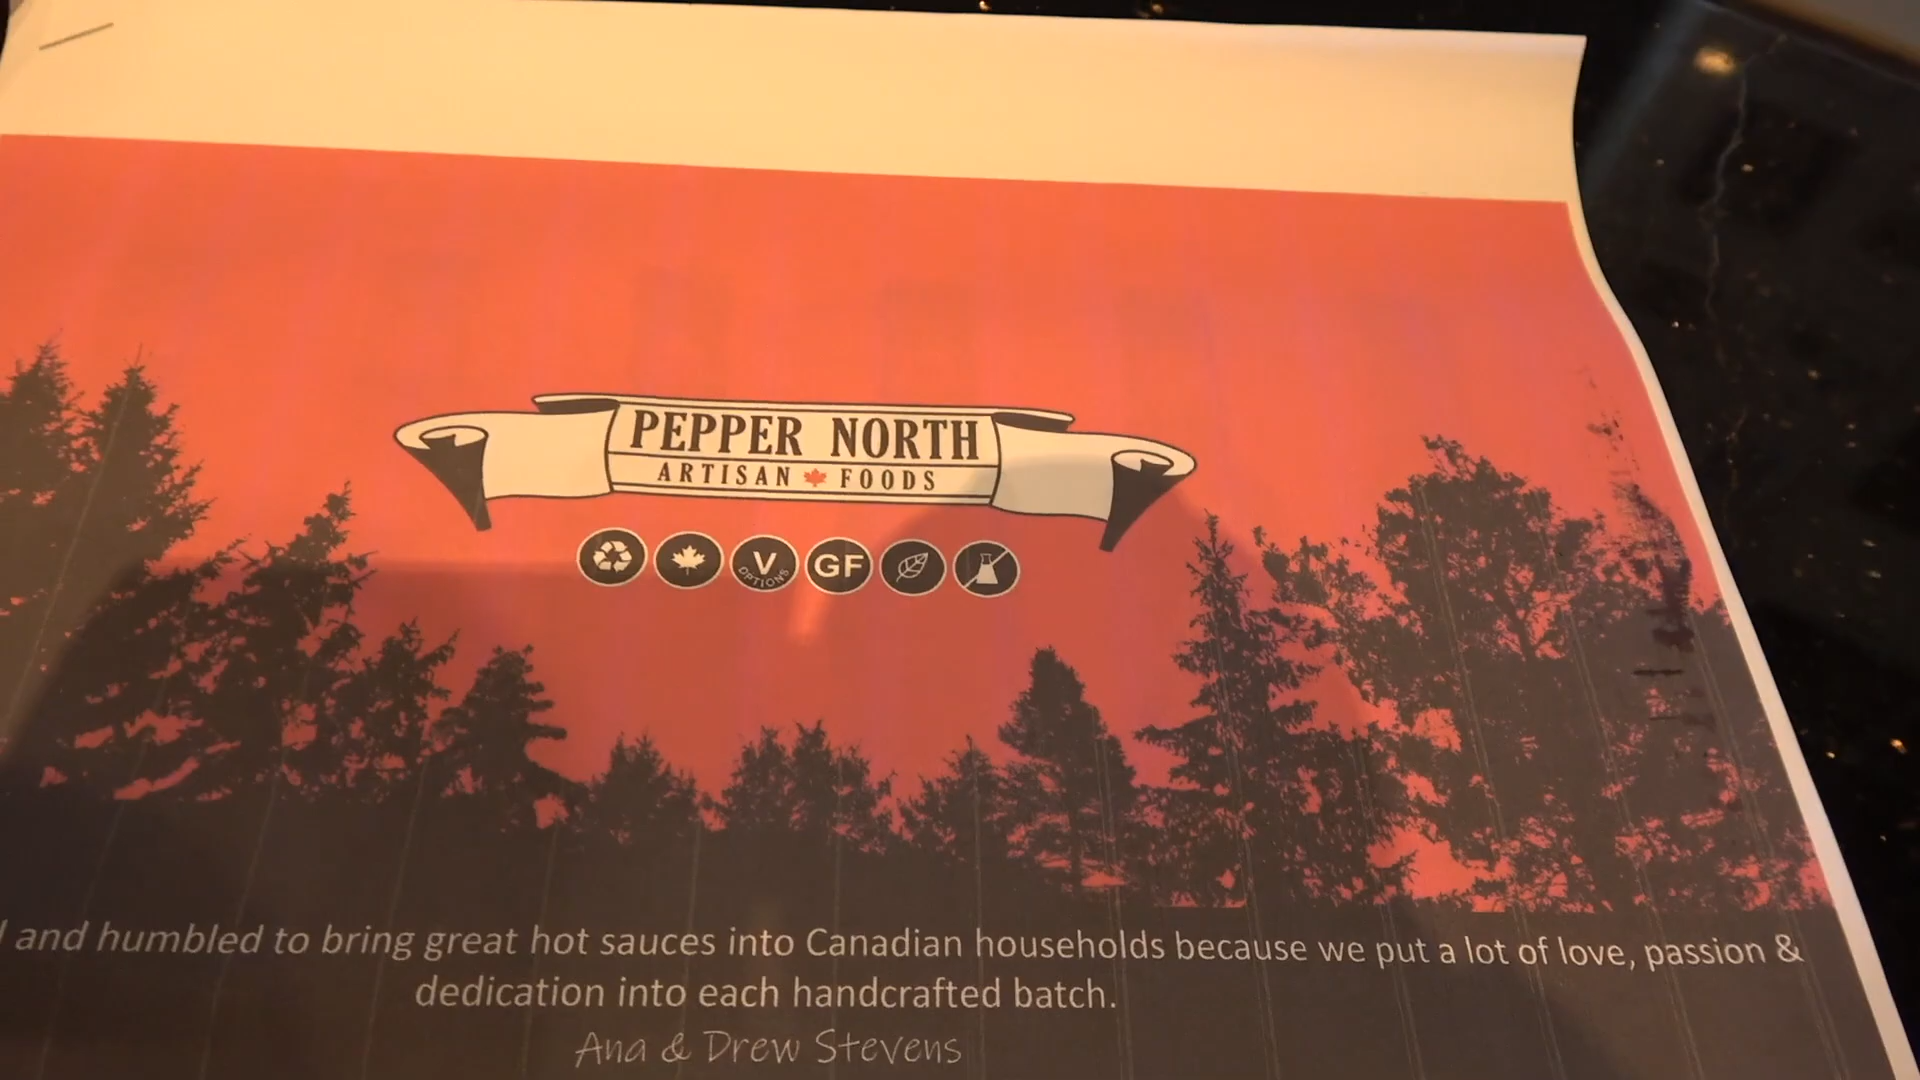 PEPPER NORTH
ARTISAN FOODS
V OPTIONS GF
and humbled to bring great hot sauces into Canadian households because we put a lot of love, passion &
dedication into each handcrafted batch.
Ana & Drew Stevens